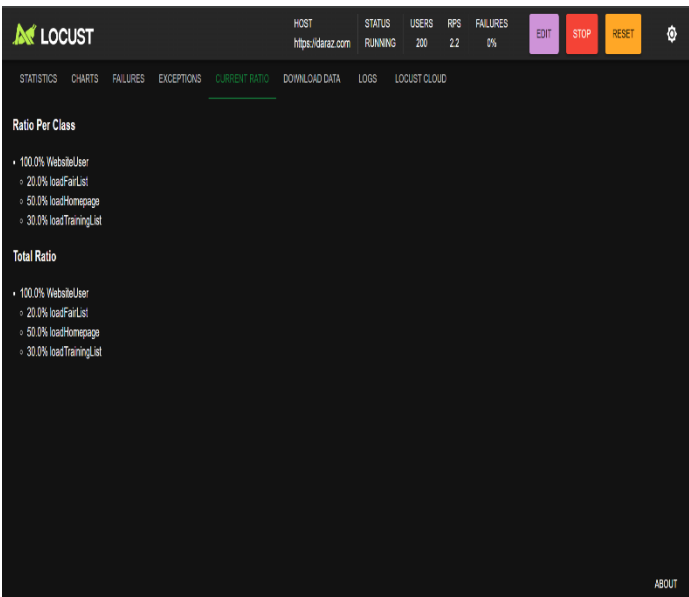 LOCUST
HOST STATUS USERS RPS FAILURES
https://daraz.com RUNNING 200 2.2 0%
EDIT STOP RESET
STATISTICS CHARTS FAILURES EXCEPTIONS CURRENT RATIO DOWNLOAD DATA LOGS LOCUST CLOUD
Ratio Per Class
• 100.0% WebsiteUser
◦ 20.0% loadFairList
◦ 50.0% loadHomepage
◦ 30.0% loadTrainingList
Total Ratio
• 100.0% WebsiteUser
◦ 20.0% loadFairList
◦ 50.0% loadHomepage
◦ 30.0% loadTrainingList
ABOUT